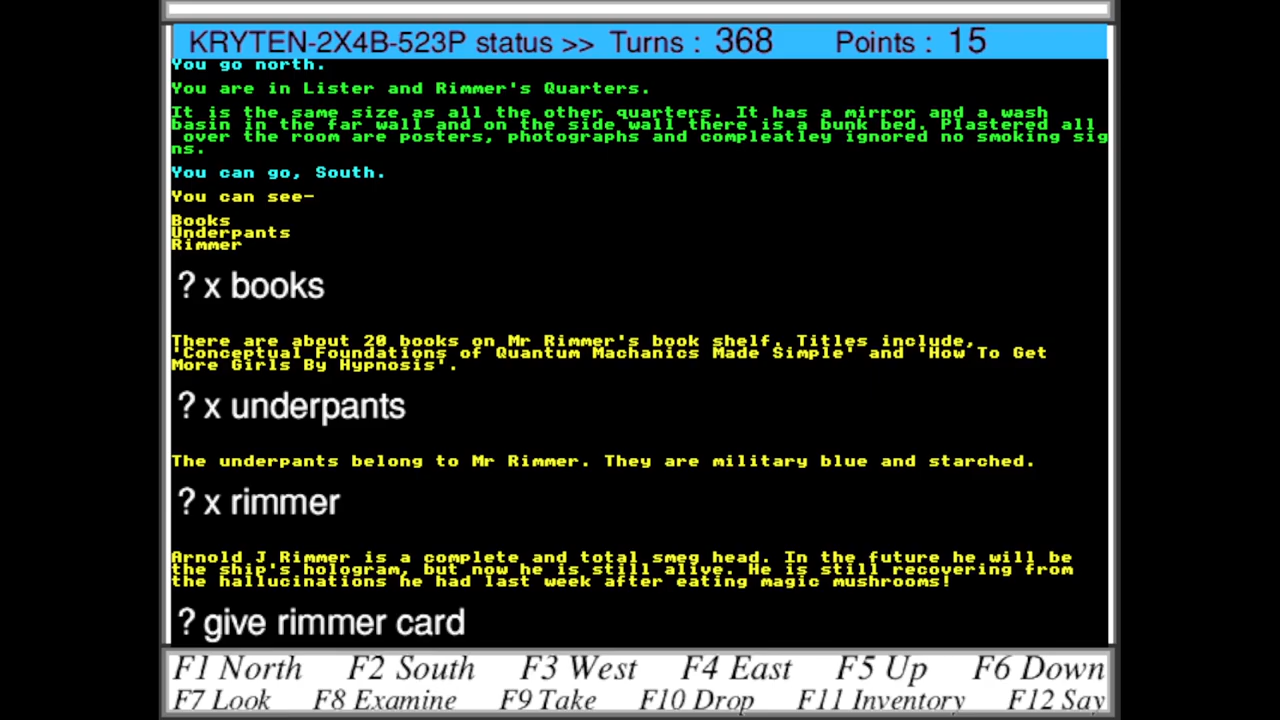 KRYTEN-2X4B-523P status >> Turns : 368 Points : 15
You go north.
You are in Lister and Rimmer's Quarters.
It is the same size as all the other quarters. It has a mirror and a wash
basin in the far wall and on the side wall there is a bunk bed. Plastered all
over the room are posters, photographs and compleatley ignored no smoking sig
ns.
You can go, South.
You can see-
Books
Underpants
Rimmer
? x books
There are about 20 books on Mr Rimmer's book shelf. Titles include,
'Conceptual Foundations of Quantum Machanics Made Simple' and 'How To Get
More Girls By Hypnosis'.
? x underpants
The underpants belong to Mr Rimmer. They are military blue and starched.
? x rimmer
Arnold J Rimmer is a complete and total smeg head. In the future he will be
the ship's hologram, but now he is still alive. He is still recovering from
the hallucinations he had last week after eating magic mushrooms!
? give rimmer card
F1 North F2 South F3 West F4 East F5 Up F6 Down
F7 Look F8 Examine F9 Take F10 Drop F11 Inventory F12 Say